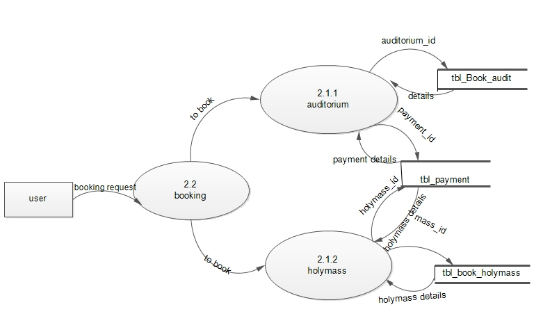 auditorium_id
tbl_Book_audit
2.1.1
auditorium
details
to book
payment_id
payment details
tbl_payment
2.2
booking
booking request
user
holymass_id
holymass details
mass_id
to book
2.1.2
holymass
tbl_book_holymass
holymass details